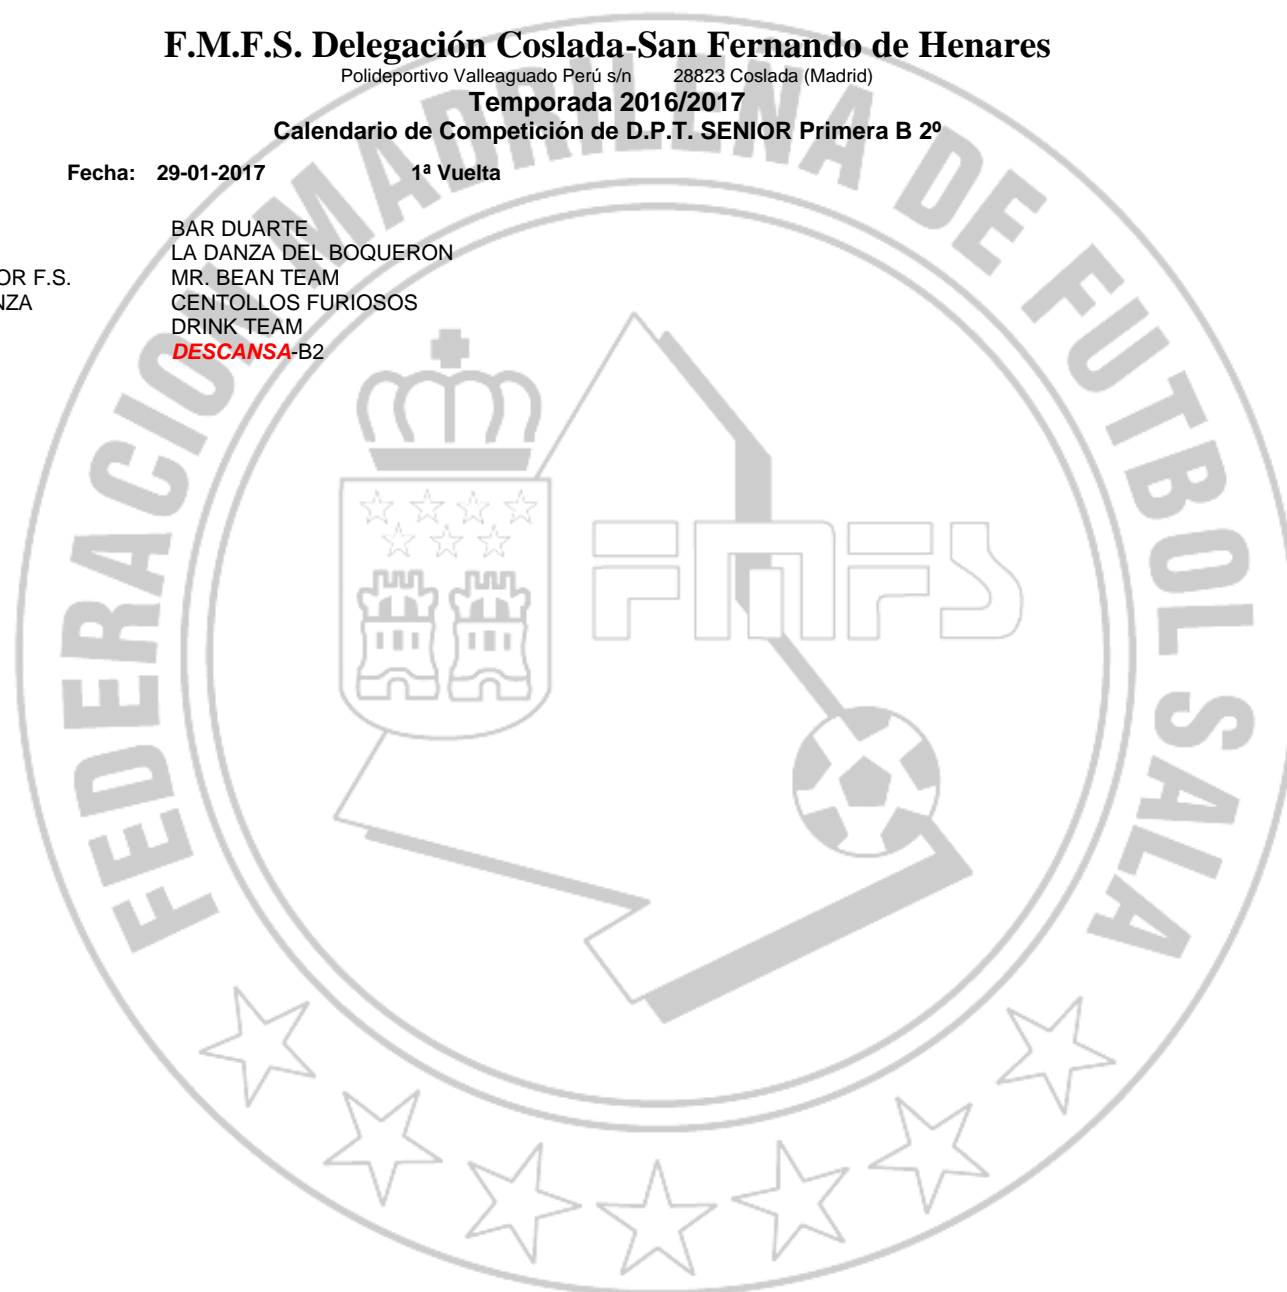 F.M.F.S. Delegación Coslada-San Fernando de Henares
Polideportivo Valleaguado Perú s/n 28823 Coslada (Madrid)
Temporada 2016/2017
Calendario de Competición de D.P.T. SENIOR Primera B 2º
Fecha: 29-01-2017 1ª Vuelta
BAR DUARTE
LA DANZA DEL BOQUERON
OR F.S. MR. BEAN TEAM
NZA CENTOLLOS FURIOSOS
DRINK TEAM
DESCANSA-B2
FEDERACION MADRILEÑA DE FUTBOL SALA
FMFS